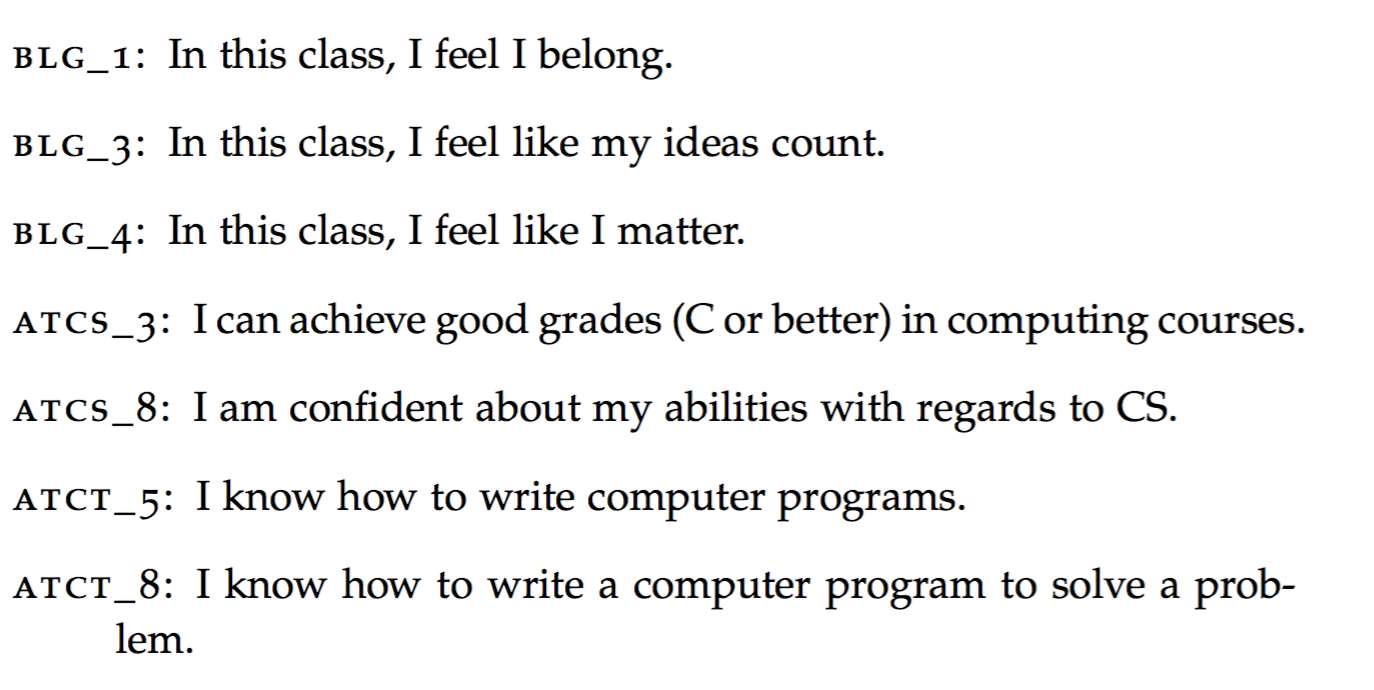 BLG_1: In this class, I feel I belong.
BLG_3: In this class, I feel like my ideas count.
BLG_4: In this class, I feel like I matter.
ATCS_3: I can achieve good grades (C or better) in computing courses.
ATCS_8: I am confident about my abilities with regards to CS.
ATCT_5: I know how to write computer programs.
ATCT_8: I know how to write a computer program to solve a prob-
lem.